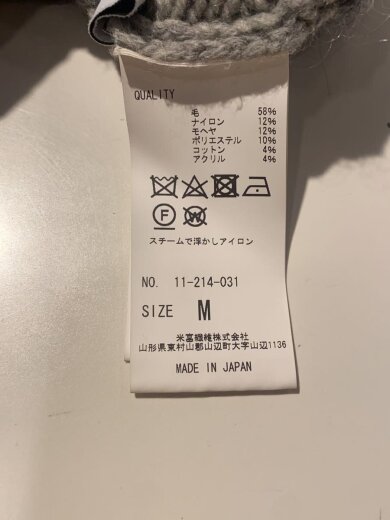 QUALITY
毛 58%
ナイロン 12%
モヘヤ 12%
ポリエステル 10%
コットン 4%
アクリル 4%
F W
スチームで浮かしアイロン
NO. 11-214-031
SIZE M
米富繊維株式会社
山形県東村山郡山辺町大字山辺1136
MADE IN JAPAN